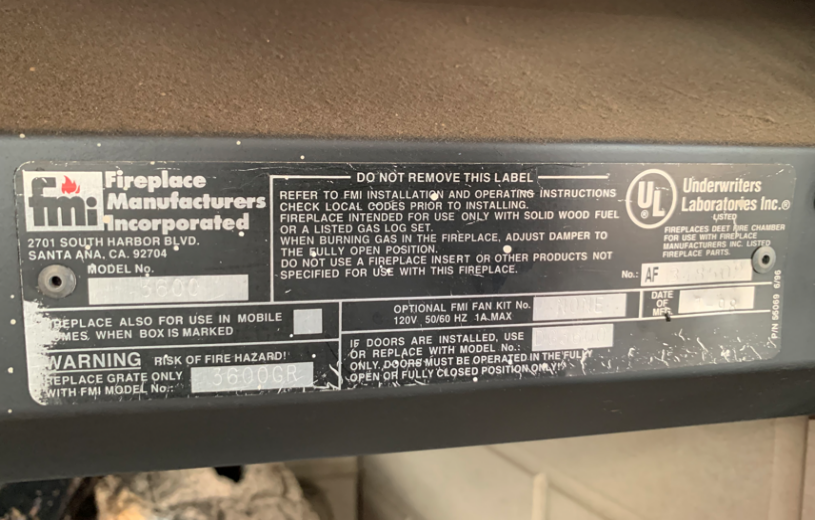 fmi Fireplace
Manufacturers
Incorporated
2701 SOUTH HARBOR BLVD.
SANTA ANA, CA. 92704
MODEL No.
3600
DO NOT REMOVE THIS LABEL
REFER TO FMI INSTALLATION AND OPERATING INSTRUCTIONS
CHECK LOCAL CODES PRIOR TO INSTALLING.
FIREPLACE INTENDED FOR USE ONLY WITH SOLID WOOD FUEL
OR A LISTED GAS LOG SET.
WHEN BURNING GAS IN THE FIREPLACE, ADJUST DAMPER TO
THE FULLY OPEN POSITION.
DO NOT USE A FIREPLACE INSERT OR OTHER PRODUCTS NOT
SPECIFIED FOR USE WITH THIS FIREPLACE.
UL
Underwriters
Laboratories Inc.®
LISTED
FIREPLACES DEET FIRE CHAMBER
FOR USE WITH FIREPLACE
MANUFACTURERS INC. LISTED
FIREPLACE PARTS.
No.: AF
DATE
OF
MFG.
P/N 96069 6/96
FIREPLACE ALSO FOR USE IN MOBILE
HOMES, WHEN BOX IS MARKED
OPTIONAL FMI FAN KIT No.
120V 50/60 HZ 1A.MAX
WARNING RISK OF FIRE HAZARD!
REPLACE GRATE ONLY
WITH FMI MODEL No.:
3600GR
IF DOORS ARE INSTALLED, USE
OR REPLACE WITH MODEL No.:
ONLY, DOORS MUST BE OPERATED IN THE FULLY
OPEN OR FULLY CLOSED POSITION ONLY!